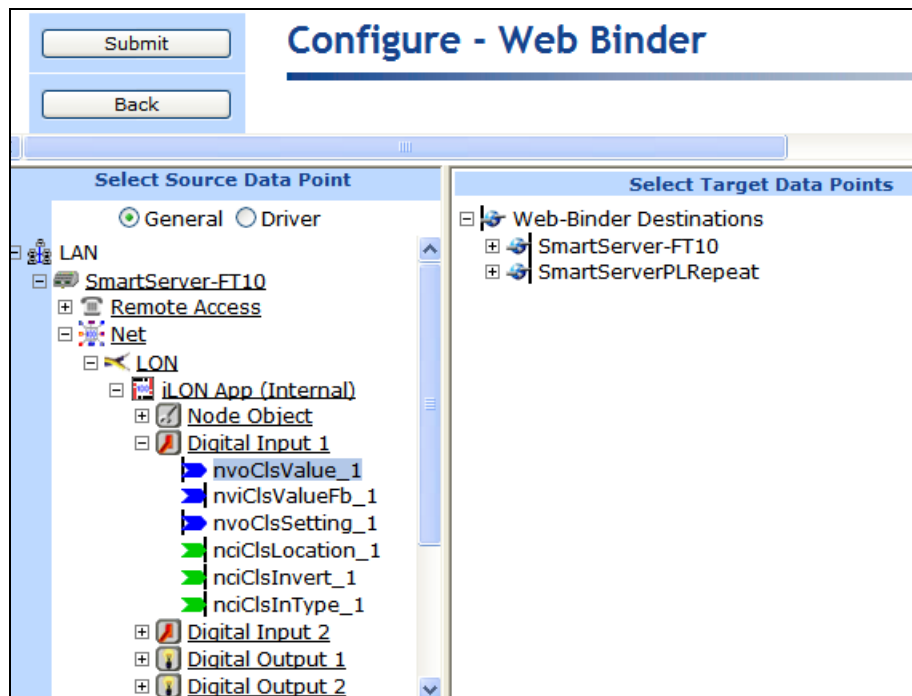 Submit
Configure - Web Binder
Back
Select Source Data Point
General Driver
LAN
SmartServer-FT10
Remote Access
Net
LON
iLON App (Internal)
Node Object
Digital Input 1
nvoClsValue_1
nviClsValueFb_1
nvoClsSetting_1
nciClsLocation_1
nciClsInvert_1
nciClsInType_1
Digital Input 2
Digital Output 1
Digital Output 2
Select Target Data Points
Web-Binder Destinations
SmartServer-FT10
SmartServerPLRepeat